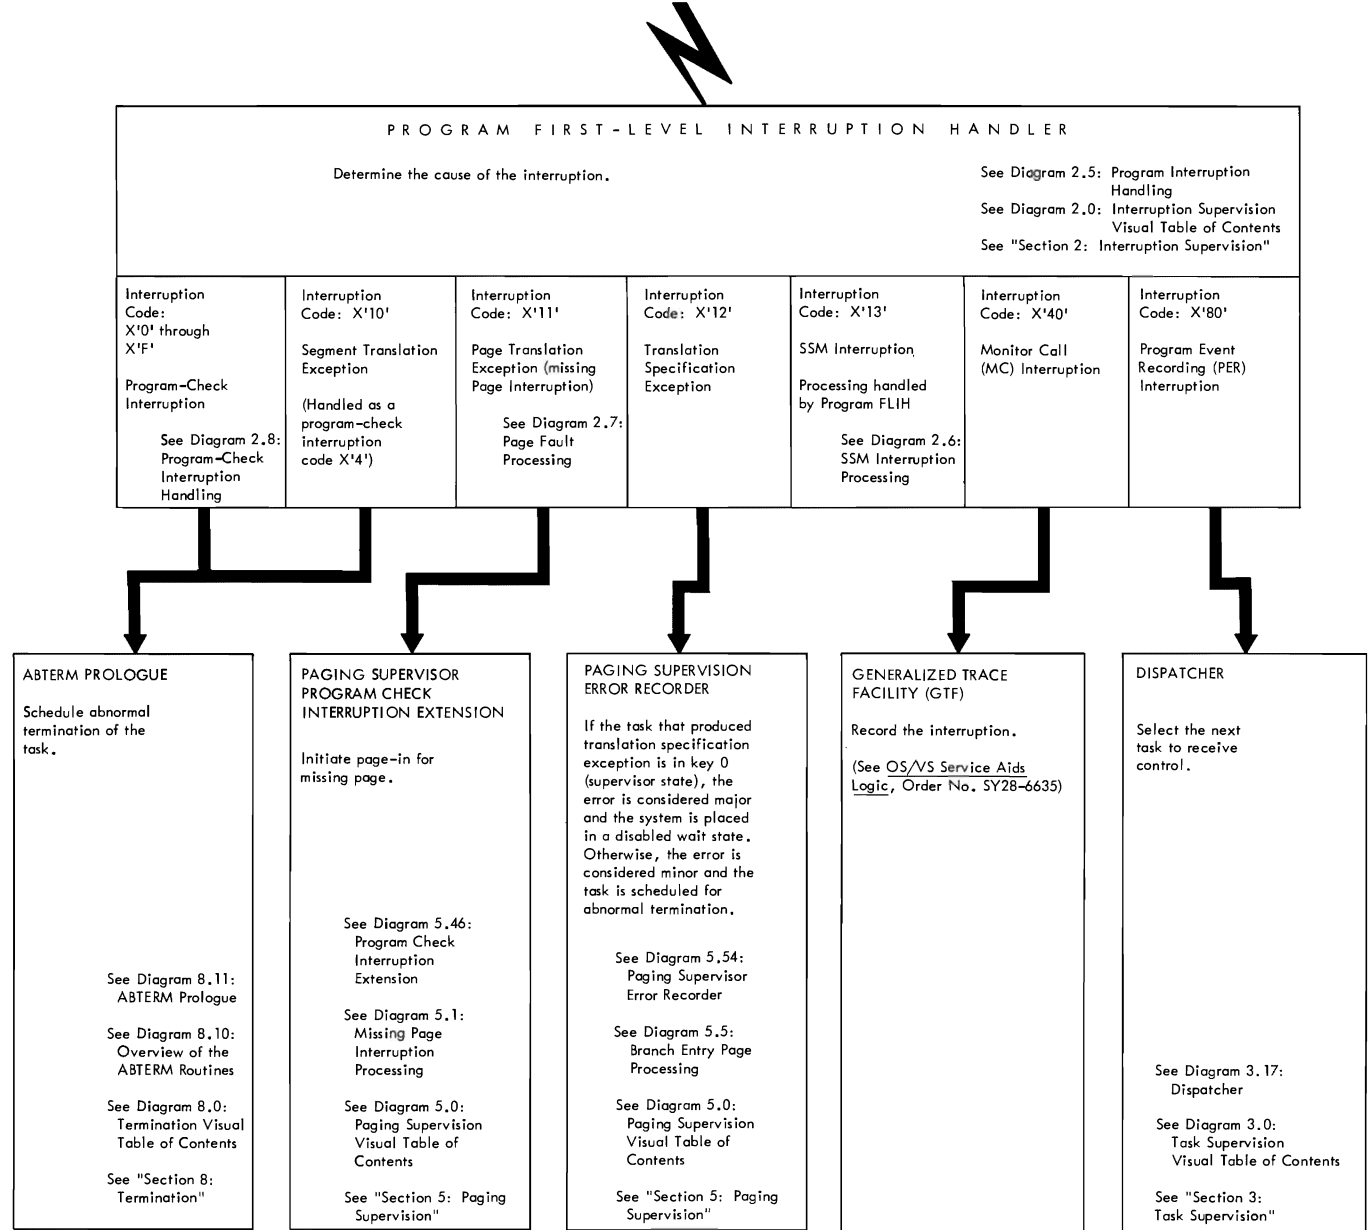 PROGRAM FIRST-LEVEL INTERRUPTION HANDLER
Determine the cause of the interruption.
See Diagram 2.5: Program Interruption
Handling
See Diagram 2.0: Interruption Supervision
Visual Table of Contents
See "Section 2: Interruption Supervision"
Interruption
Code:
X'0' through
X'F'
Program-Check
Interruption
See Diagram 2.8:
Program-Check
Interruption
Handling
Interruption
Code: X'10'
Segment Translation
Exception
(Handled as a
program-check
interruption
code X'4')
Interruption
Code: X'11'
Page Translation
Exception (missing
Page Interruption)
See Diagram 2.7:
Page Fault
Processing
Interruption
Code: X'12'
Translation
Specification
Exception
Interruption
Code: X'13'
SSM Interruption
Processing handled
by Program FLIH
See Diagram 2.6:
SSM Interruption
Processing
Interruption
Code: X'40'
Monitor Call
(MC) Interruption
Interruption
Code: X'80'
Program Event
Recording (PER)
Interruption
ABTERM PROLOGUE
Schedule abnormal
termination of the
task.
See Diagram 8.11:
ABTERM Prologue
See Diagram 8.10:
Overview of the
ABTERM Routines
See Diagram 8.0:
Termination Visual
Table of Contents
See "Section 8:
Termination"
PAGING SUPERVISOR
PROGRAM CHECK
INTERRUPTION EXTENSION
Initiate page-in for
missing page.
See Diagram 5.46:
Program Check
Interruption
Extension
See Diagram 5.1:
Missing Page
Interruption
Processing
See Diagram 5.0:
Paging Supervision
Visual Table of
Contents
See "Section 5: Paging
Supervision"
PAGING SUPERVISION
ERROR RECORDER
If the task that produced
translation specification
exception is in key 0
(supervisor state), the
error is considered major
and the system is placed
in a disabled wait state.
Otherwise, the error is
considered minor and the
task is scheduled for
abnormal termination.
See Diagram 5.54:
Paging Supervisor
Error Recorder
See Diagram 5.5:
Branch Entry Page
Processing
See Diagram 5.0:
Paging Supervision
Visual Table of
Contents
See "Section 5: Paging
Supervision"
GENERALIZED TRACE
FACILITY (GTF)
Record the interruption.
(See OS/VS Service Aids
Logic, Order No. SY28-6635)
DISPATCHER
Select the next
task to receive
control.
See Diagram 3.17:
Dispatcher
See Diagram 3.0:
Task Supervision
Visual Table of Contents
See "Section 3:
Task Supervision"